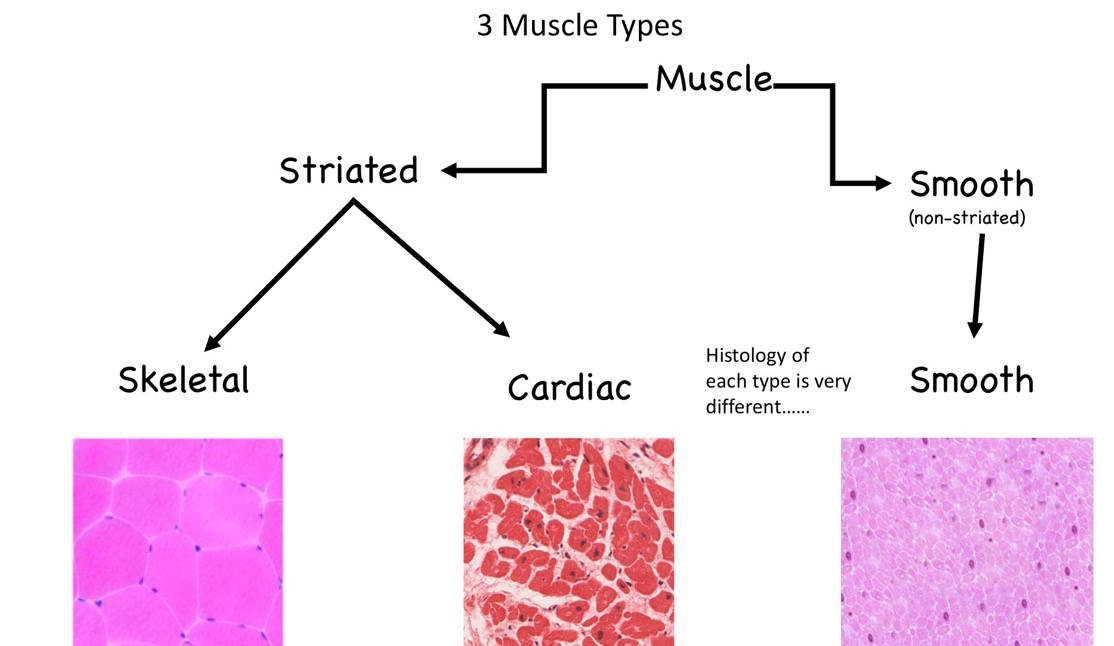 3 Muscle Types
Muscle
Striated
Smooth
(non-striated)
Skeletal
Cardiac
Histology of
each type is very
different......
Smooth